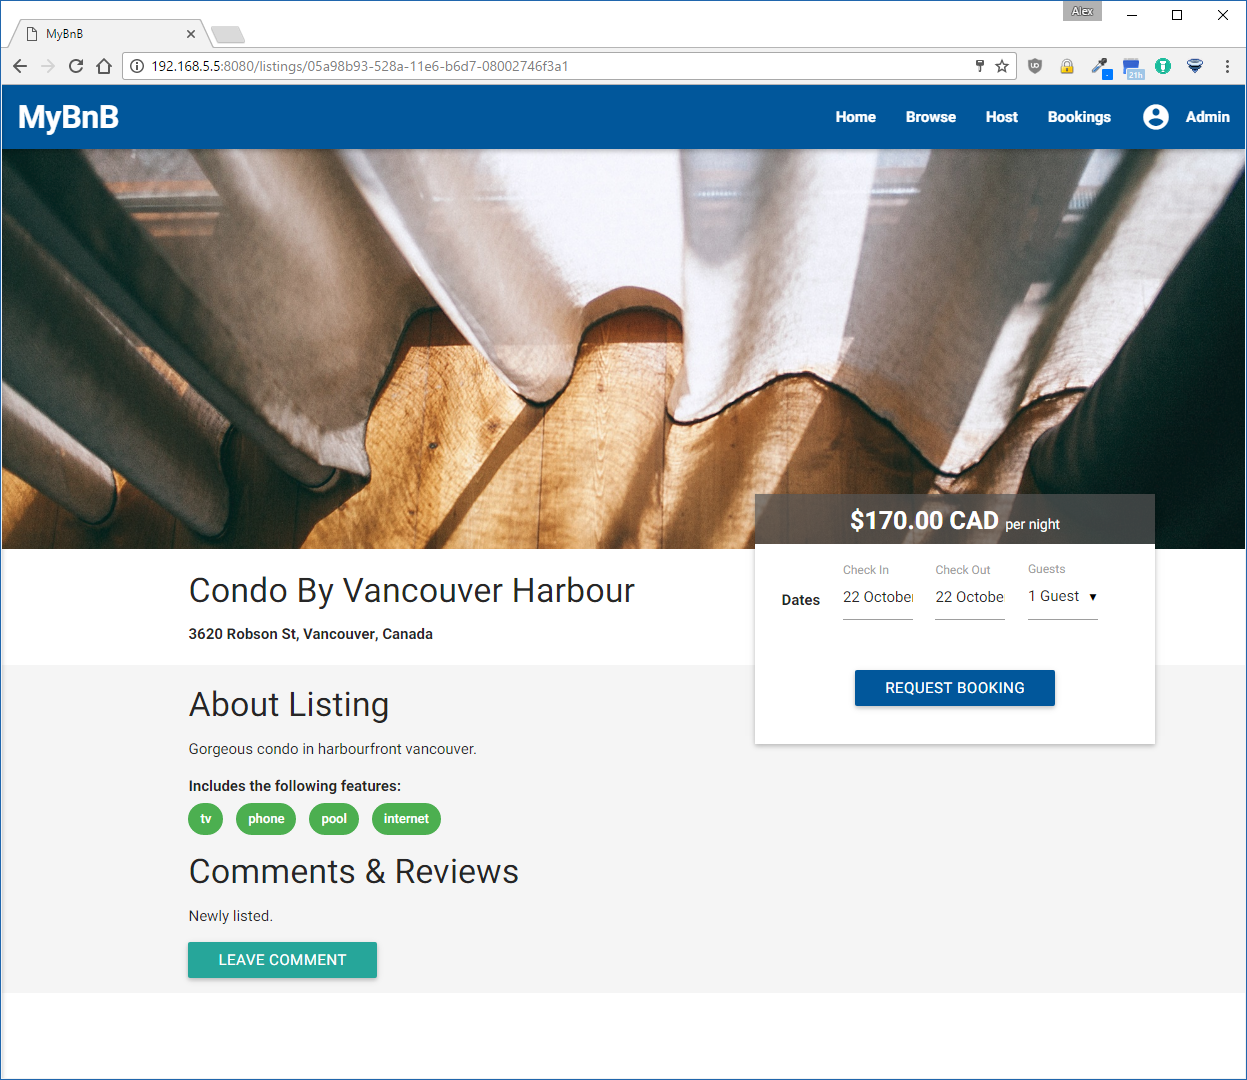 Alex
MyBnB
192.168.5.5:8080/listings/05a98b93-528a-11e6-b6d7-08002746f3a1
21h
MyBnB Home Browse Host Bookings Admin
$170.00 CAD per night
Check In Check Out Guests
Dates 22 October 22 Octobe 1 Guest
REQUEST BOOKING
Condo By Vancouver Harbour
3620 Robson St, Vancouver, Canada
About Listing
Gorgeous condo in harbourfront vancouver.
Includes the following features:
tv phone pool internet
Comments & Reviews
Newly listed.
LEAVE COMMENT